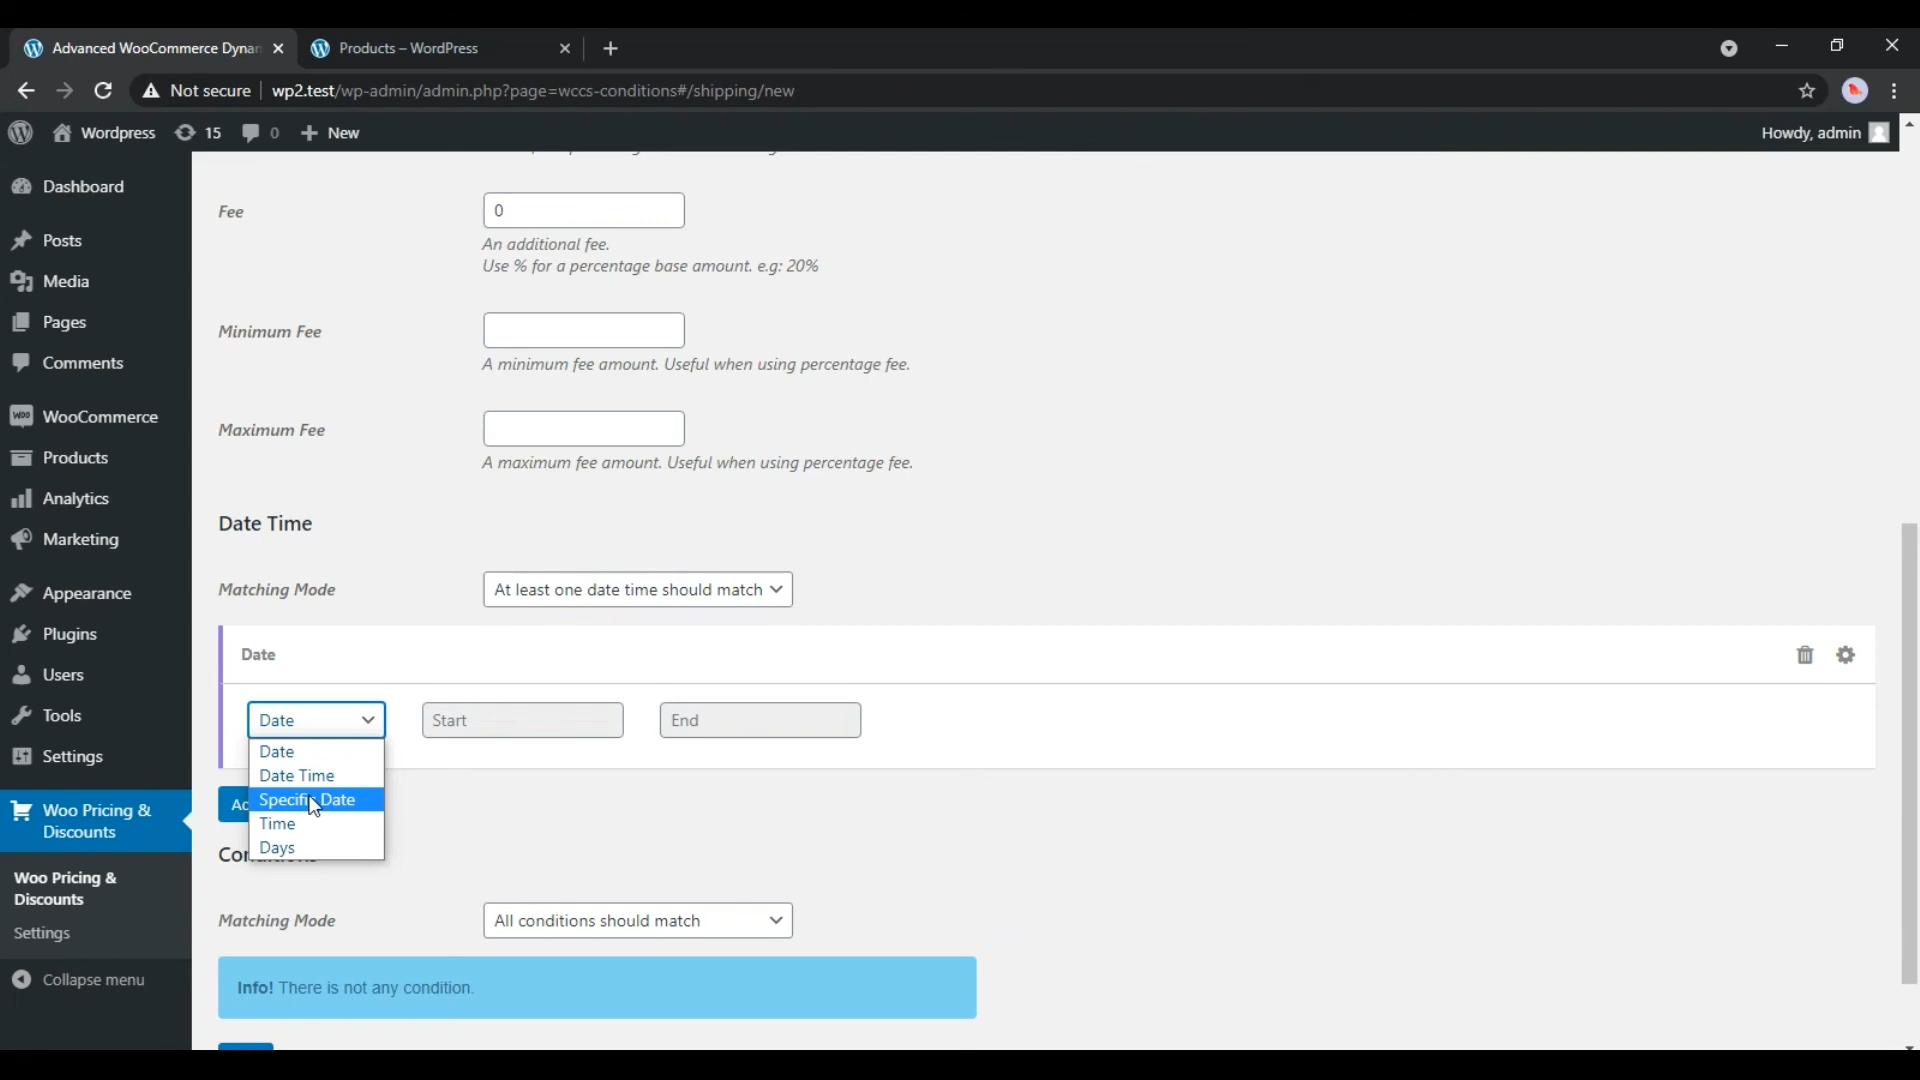 Advanced WooCommerce Dynar
Products – WordPress
Not secure
wp2.test/wp-admin/admin.php?page=wccs-conditions#/shipping/new
Wordpress
15
0
New
Howdy, admin
Dashboard
Posts
Media
Pages
Comments
WooCommerce
Products
Analytics
Marketing
Appearance
Plugins
Users
Tools
Settings
Woo Pricing &
Discounts
Woo Pricing &
Discounts
Settings
Collapse menu
Fee
0
An additional fee.
Use % for a percentage base amount. e.g: 20%
Minimum Fee
A minimum fee amount. Useful when using percentage fee.
Maximum Fee
A maximum fee amount. Useful when using percentage fee.
Date Time
Matching Mode
At least one date time should match
Date
Date
Start
End
Date
Date Time
Specific Date
Time
Days
Matching Mode
All conditions should match
Info! There is not any condition.